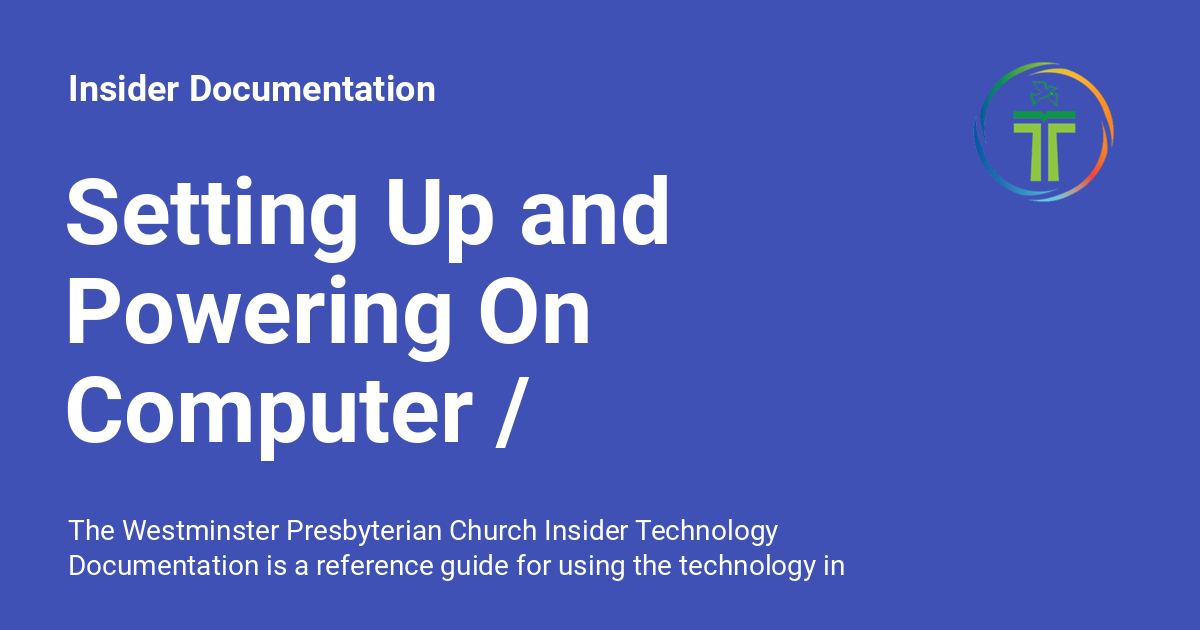 Insider Documentation
Setting Up and
Powering On
Computer /
The Westminster Presbyterian Church Insider Technology
Documentation is a reference guide for using the technology in